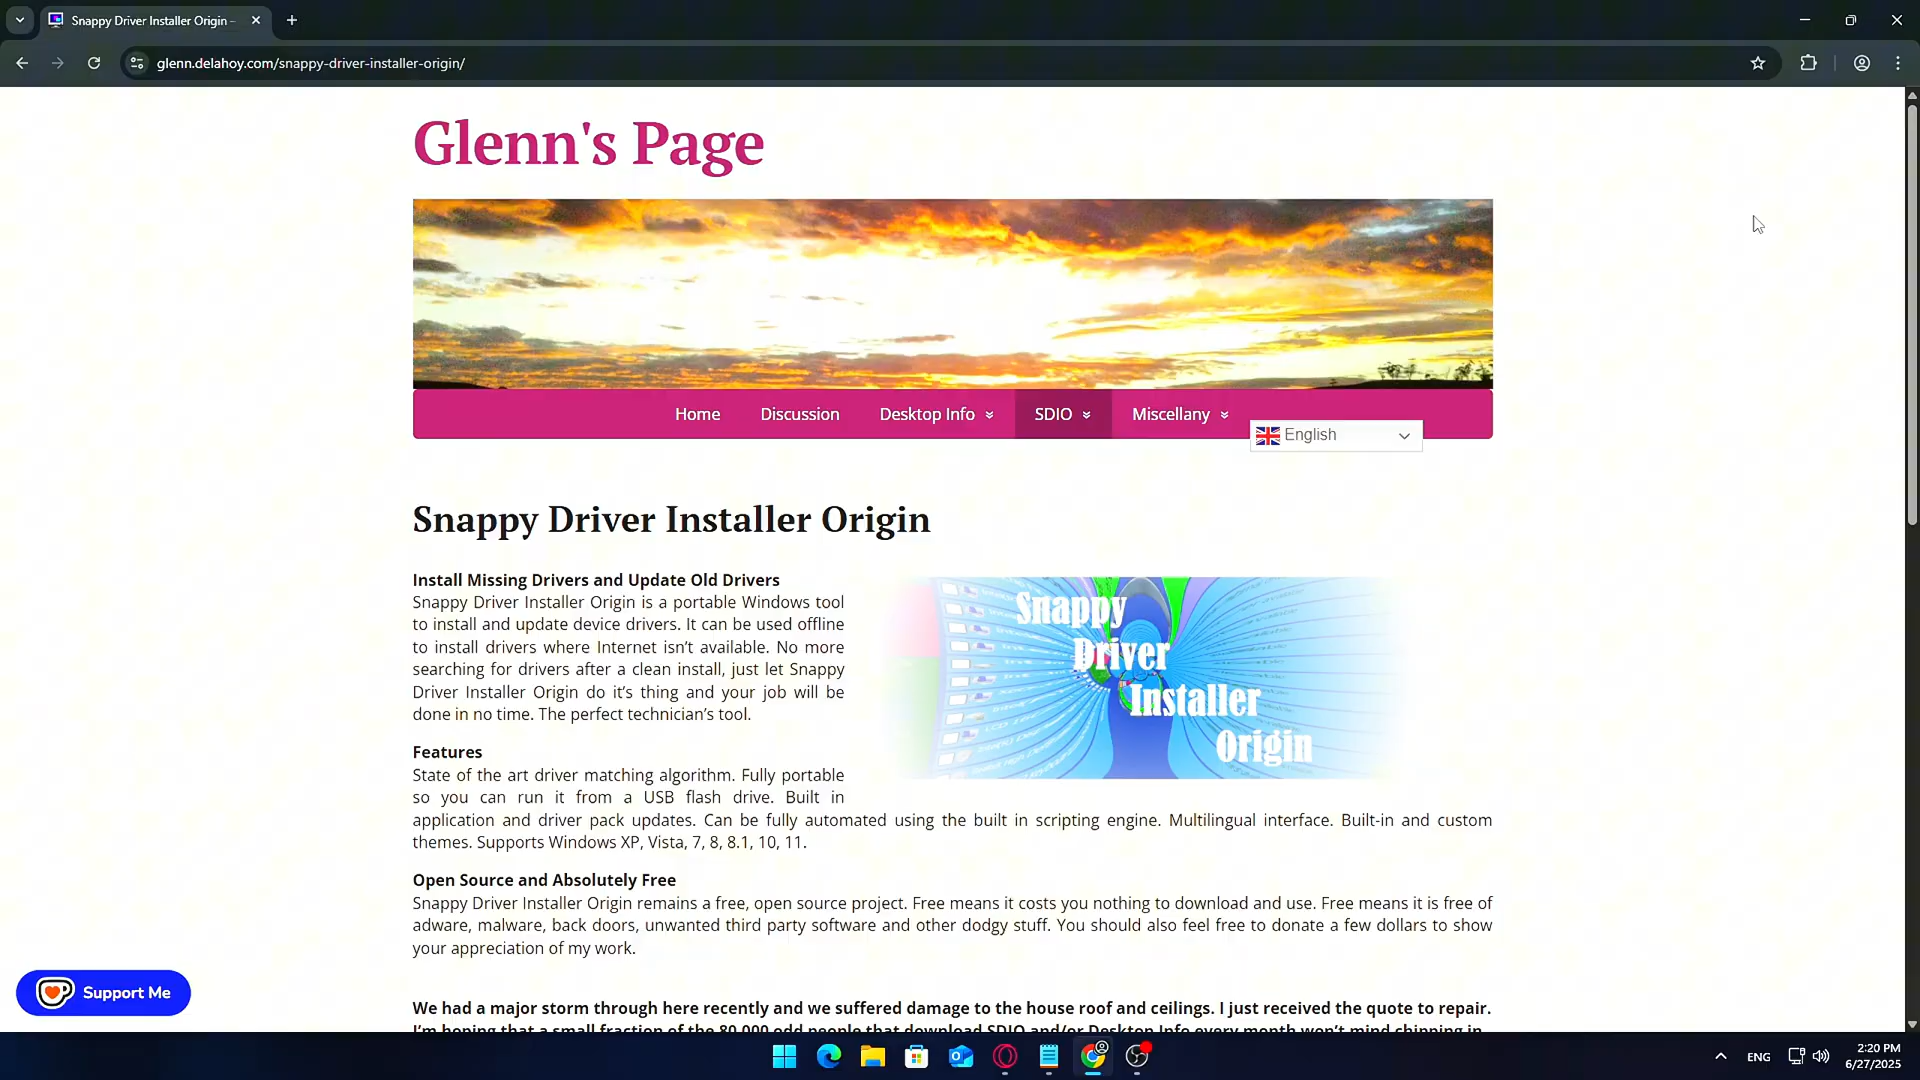 Snappy Driver Installer Origin –
glenn.delahoy.com/snappy-driver-installer-origin/
Glenn's Page
Home
Discussion
Desktop Info
SDIO
Miscellany
English
Snappy Driver Installer Origin
Install Missing Drivers and Update Old Drivers
Snappy Driver Installer Origin is a portable Windows tool
to install and update device drivers. It can be used offline
to install drivers where Internet isn’t available. No more
searching for drivers after a clean install, just let Snappy
Driver Installer Origin do it’s thing and your job will be
done in no time. The perfect technician’s tool.
Snappy
Driver
Installer
Origin
Features
State of the art driver matching algorithm. Fully portable
so you can run it from a USB flash drive. Built in
application and driver pack updates. Can be fully automated using the built in scripting engine. Multilingual interface. Built-in and custom
themes. Supports Windows XP, Vista, 7, 8, 8.1, 10, 11.
Open Source and Absolutely Free
Snappy Driver Installer Origin remains a free, open source project. Free means it costs you nothing to download and use. Free means it is free of
adware, malware, back doors, unwanted third party software and other dodgy stuff. You should also feel free to donate a few dollars to show
your appreciation of my work.
We had a major storm through here recently and we suffered damage to the house roof and ceilings. I just received the quote to repair.
I’m hoping that a small fraction of the 80,000 odd people that download SDIO and/or Desktop Info every month won’t mind chipping in
Support Me
ENG
2:20 PM
6/27/2025